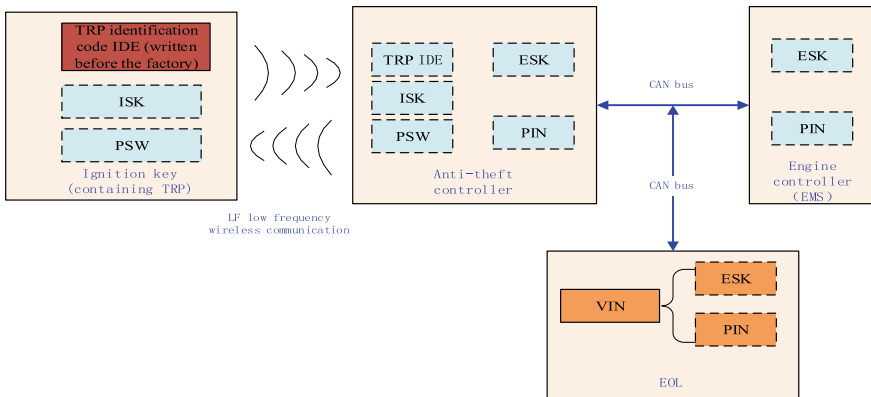 TRP identification
code IDE (written
before the factory)
ISK
PSW
Ignition key
(containing TRP)
LF low frequency
wireless communication
TRP IDE
ISK
PSW
ESK
PIN
Anti-theft
controller
CAN bus
CAN bus
ESK
PIN
Engine
controller
(EMS)
VIN
ESK
PIN
EOL